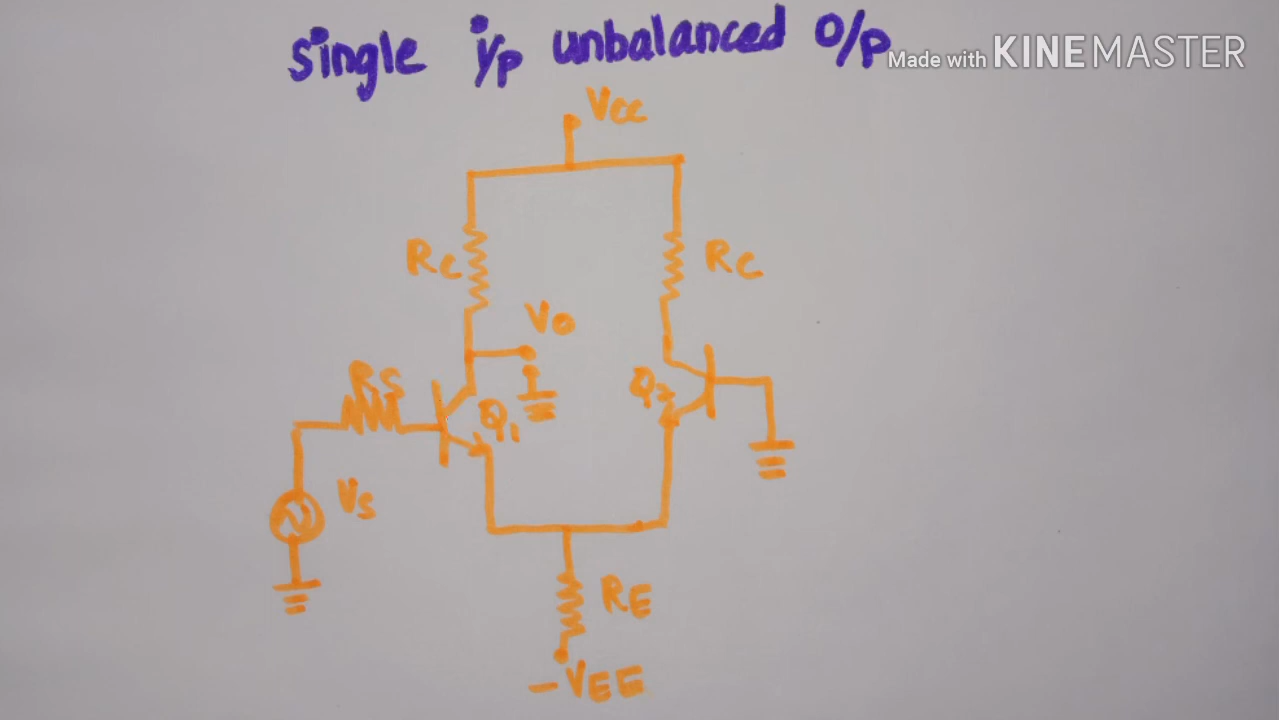 single i/p unbalanced o/p
Made with KINEMASTER
Vcc
Rc
Rc
Vo
Rs
Q1
Q2
Vs
RE
-VEE